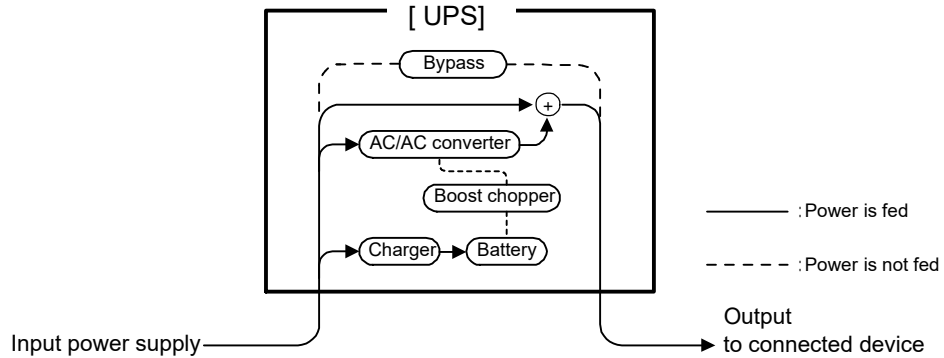 [ UPS]
Bypass
+
AC/AC converter
Boost chopper
Charger
Battery
: Power is fed
: Power is not fed
Input power supply
Output
to connected device